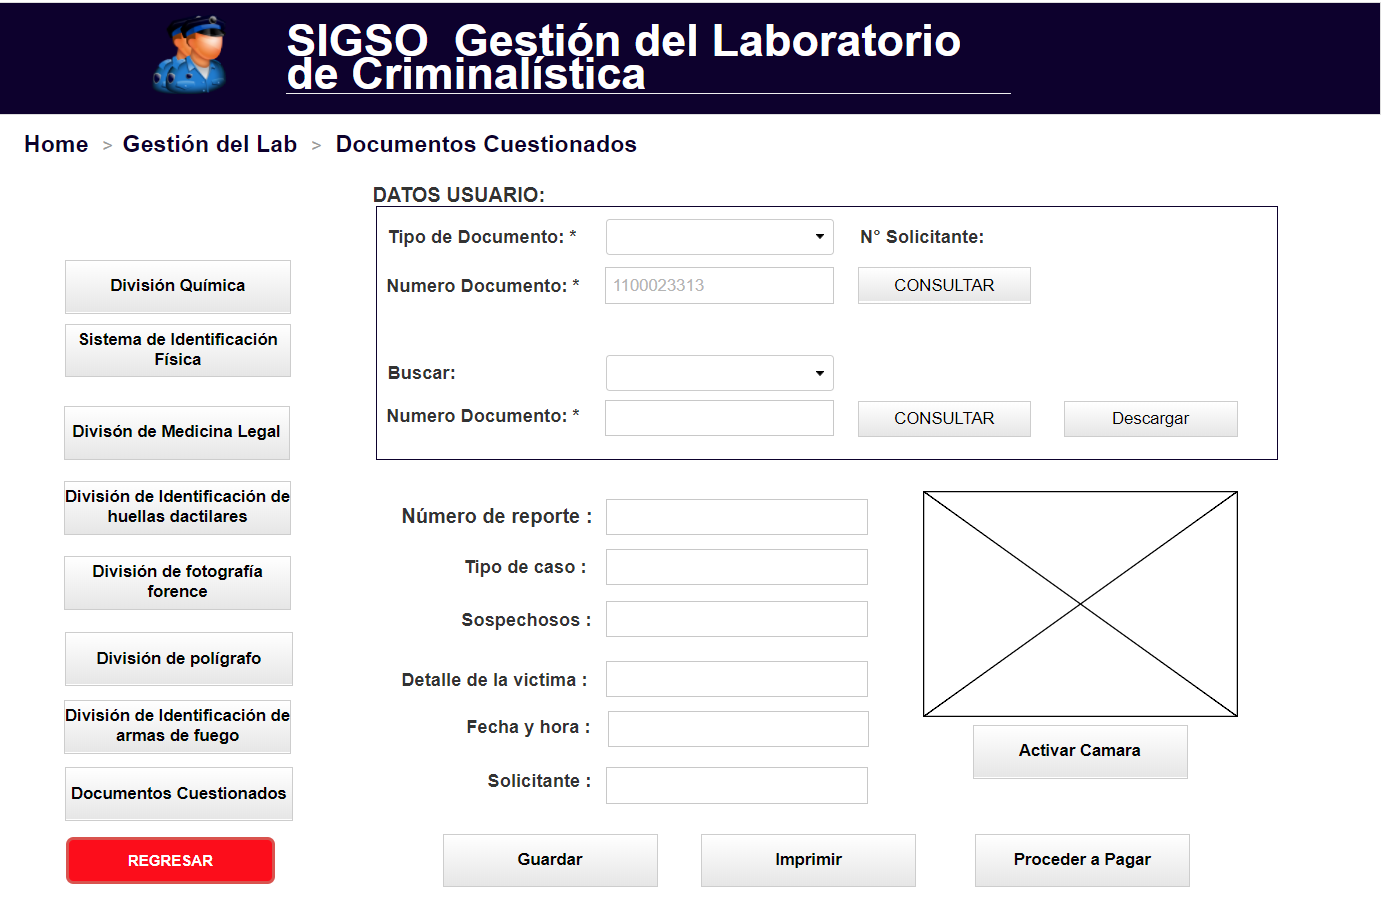 SIGSO  Gestión del Laboratorio
de Criminalística
Home > Gestión del Lab > Documentos Cuestionados
DATOS USUARIO:
Tipo de Documento: *
N° Solicitante:
Numero Documento: *
1100023313
CONSULTAR
Buscar:
Numero Documento: *
CONSULTAR
Descargar
División Química
Sistema de Identificación
Física
Divisón de Medicina Legal
División de Identificación de
huellas dactilares
División de fotografía
forence
División de polígrafo
División de Identificación de
armas de fuego
Documentos Cuestionados
REGRESAR
Número de reporte :
Tipo de caso :
Sospechosos :
Detalle de la victima :
Fecha y hora :
Solicitante :
Activar Camara
Guardar
Imprimir
Proceder a Pagar